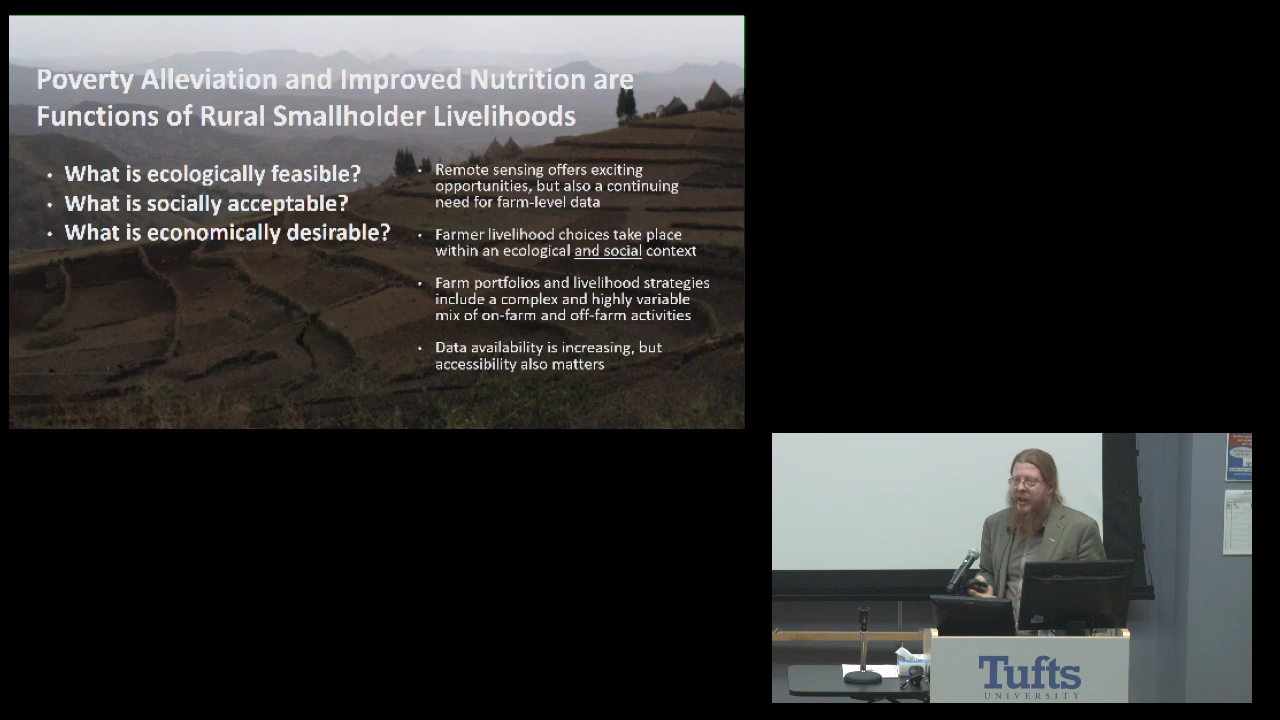 Poverty Alleviation and Improved Nutrition are
Functions of Rural Smallholder Livelihoods
• What is ecologically feasible?
• What is socially acceptable?
• What is economically desirable?
• Remote sensing offers exciting
opportunities, but also a continuing
need for farm-level data
• Farmer livelihood choices take place
within an ecological and social context
• Farm portfolios and livelihood strategies
include a complex and highly variable
mix of on-farm and off-farm activities
• Data availability is increasing, but
accessibility also matters
Tufts
UNIVERSITY